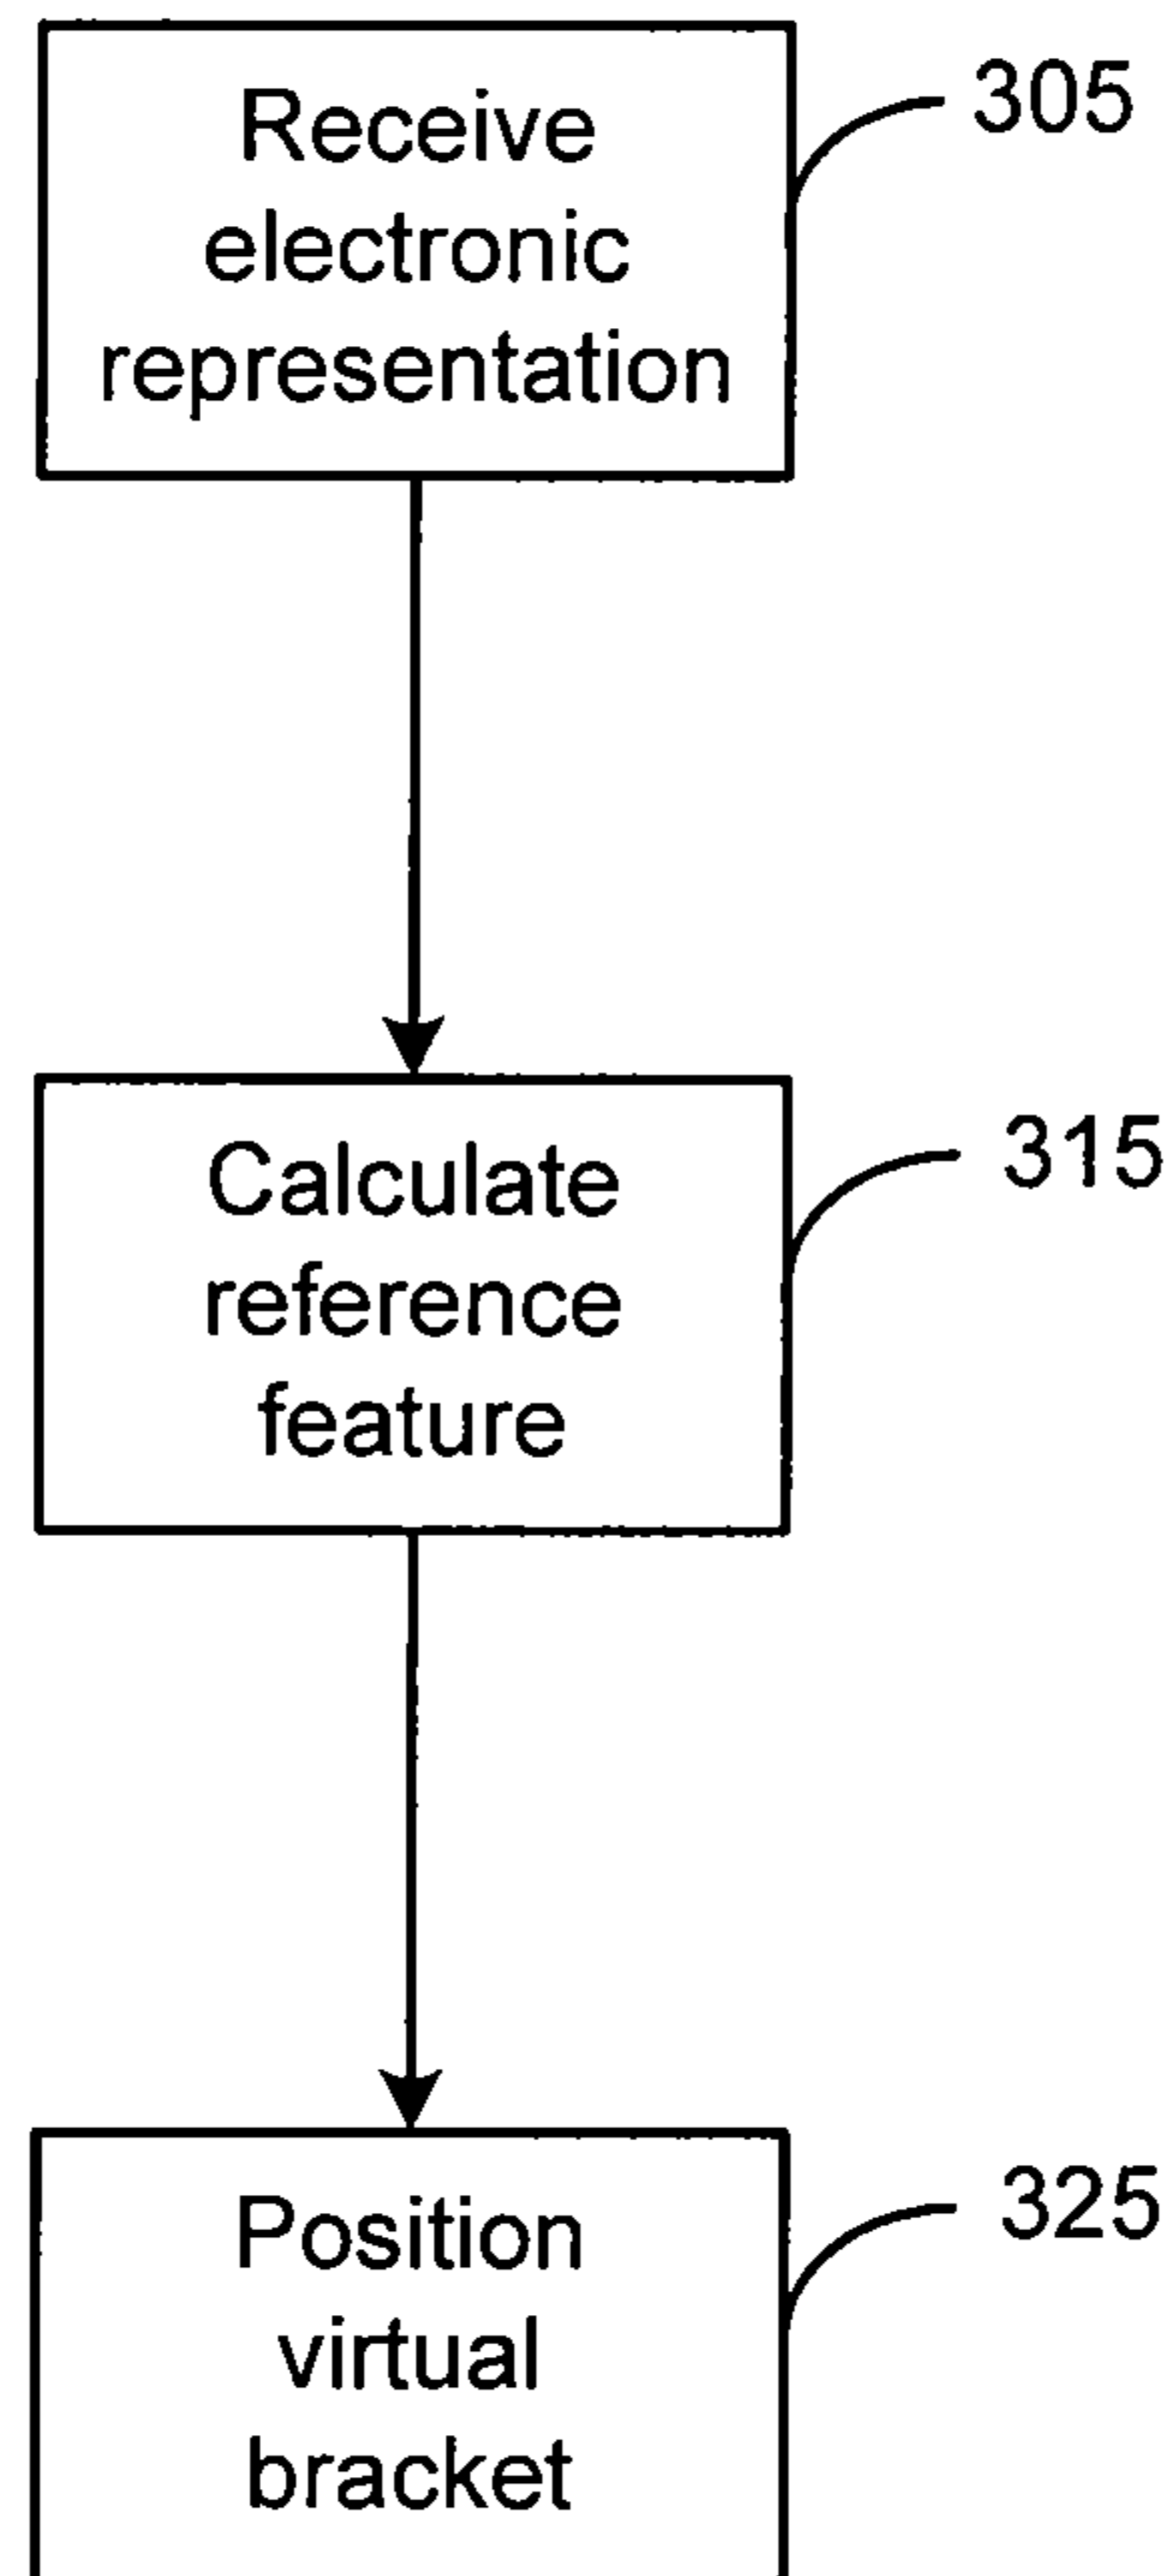 Receive
electronic
representation
305
Calculate
reference
feature
315
Position
virtual
bracket
325